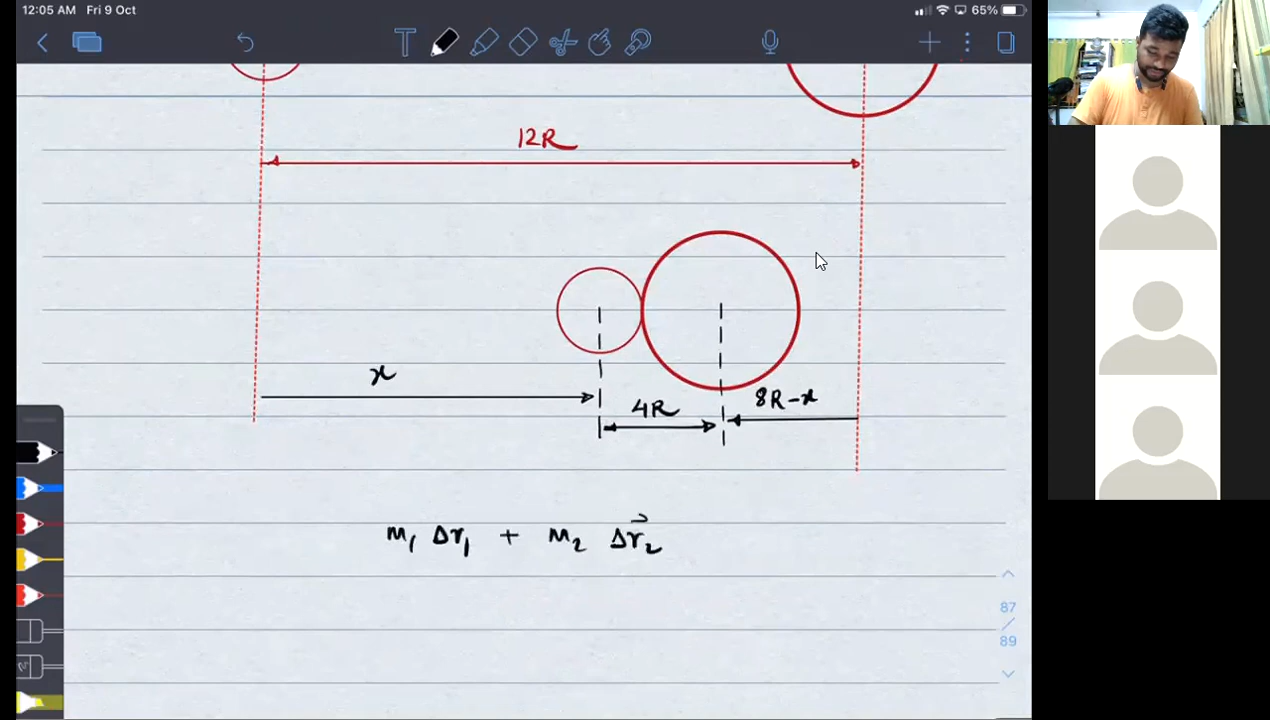 12:05 AM Fri 9 Oct
65%
12R
x
4R
8R-x
m₁ Δr₁ + m₂ Δr⃗₂
87
/
89